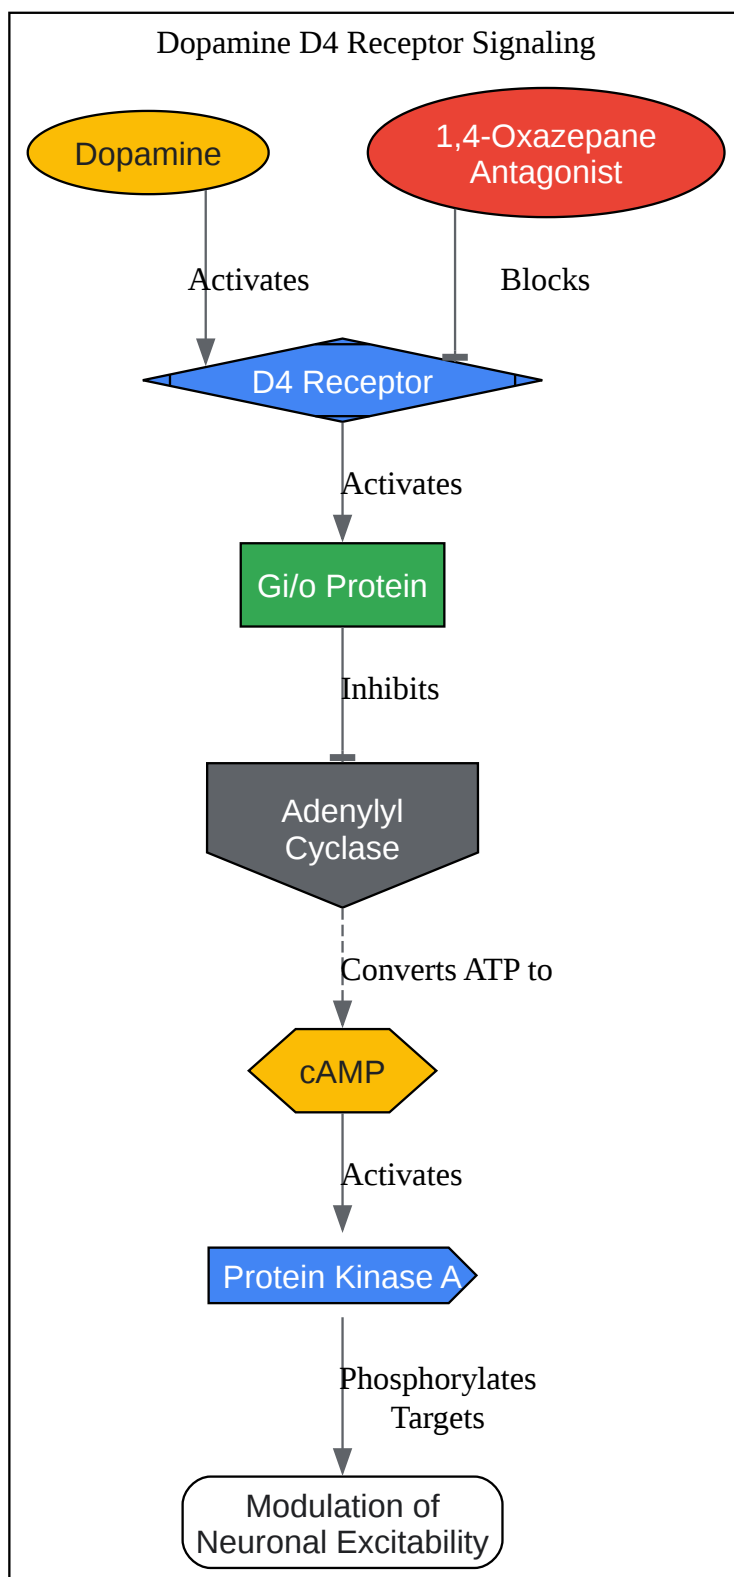 Dopamine D4 Receptor Signaling
Dopamine
1,4-Oxazepane
Antagonist
Activates
Blocks
D4 Receptor
Activates
Gi/o Protein
Inhibits
Adenylyl
Cyclase
Converts ATP to
cAMP
Activates
Protein Kinase A
Phosphorylates
Targets
Modulation of
Neuronal Excitability